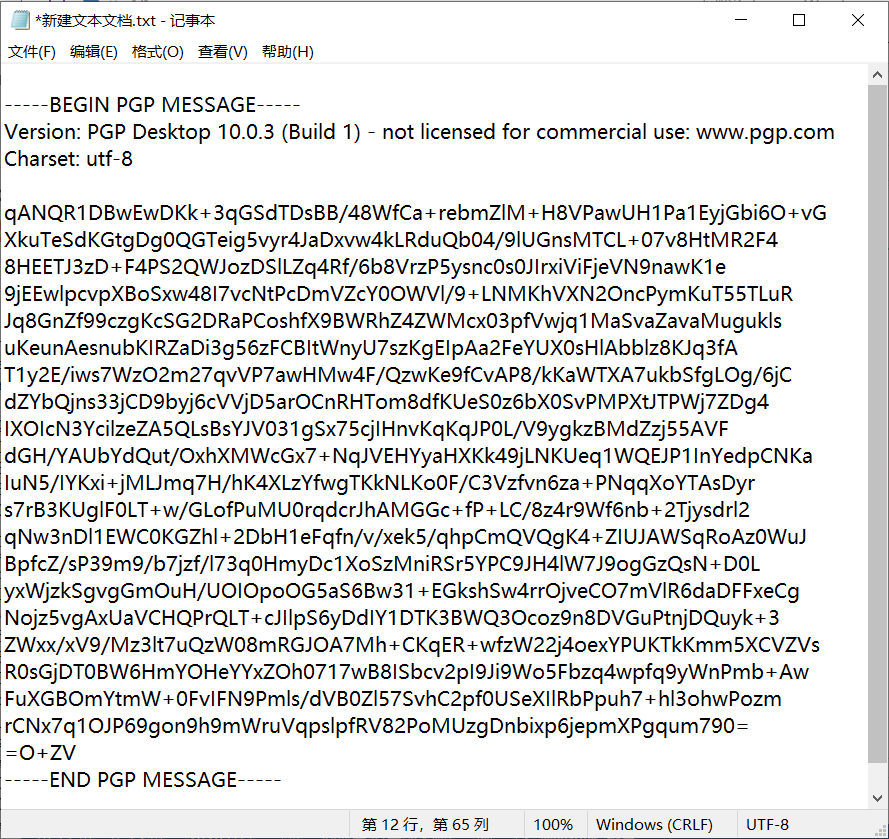 *新建文本文档.txt - 记事本
文件(F) 编辑(E) 格式(O) 查看(V) 帮助(H)
-----BEGIN PGP MESSAGE-----
Version: PGP Desktop 10.0.3 (Build 1) - not licensed for commercial use: www.pgp.com
Charset: utf-8
qANQR1DBwEwDKk+3qGSdTDsBB/48WfCa+rebmZlM+H8VPawUH1Pa1EyjGbi6O+vG
XkuTeSdKGtgDg0QGTeig5vyr4JaDxvw4kLRduQb04/9lUGnsMTCL+07v8HtMR2F4
8HEETJ3zD+F4PS2QWJozDSlLZq4Rf/6b8VrzP5ysnc0s0JIrxiViFjeVN9nawK1e
9jEEwlpcvpXBoSxw48I7vcNtPcDmVZcY0OWVl/9+LNMKhVXN2OncPymKuT55TLuR
Jq8GnZf99czgKcSG2DRaPCoshfX9BWRhZ4ZWMcx03pfVwjq1MaSvaZavaMugukls
uKeunAesnubKIRZaDi3g56zFCBItWnyU7szKgEIpAa2FeYUX0sHlAbblz8KJq3fA
T1y2E/iws7WzO2m27qvVP7awHMw4F/QzwKe9fCvAP8/kKaWTXA7ukbSfgLOg/6jC
dZYbQjns33jCD9byj6cVVjD5arOCnRHTom8dfKUeS0z6bX0SvPMPXtJTPWj7ZDg4
IXOIcN3YcilzeZA5QLsBsYJV031gSx75cjIHnvKqKqJP0L/V9ygkzBMdZzj55AVF
dGH/YAUbYdQut/OxhXMWcGx7+NqJVEHYyaHXKk49jLNKUeq1WQEJP1InYedpCNKa
IuN5/IYKxi+jMLJmq7H/hK4XLzYfwgTKkNLKo0F/C3Vzfvn6za+PNqqXoYTAsDyr
s7rB3KUglF0LT+w/GLofPuMU0rqdcrJhAMGGc+fP+LC/8z4r9Wf6nb+2Tjysdrl2
qNw3nDl1EWC0KGZhl+2DbH1eFqfn/v/xek5/qhpCmQVQgK4+ZIUJAWSqRoAz0WuJ
BpfcZ/sP39m9/b7jzf/l73q0HmyDc1XoSzMniRSr5YPC9JH4lW7J9ogGzQsN+D0L
yxWjzkSgvgGmOuH/UOIOpoOG5aS6Bw31+EGkshSw4rrOjveCO7mVlR6daDFFxeCg
Nojz5vgAxUaVCHQPrQLT+cJIlpS6yDdIY1DTK3BWQ3Ocoz9n8DVGuPtnjDQuyk+3
ZWxx/xV9/Mz3lt7uQzW08mRGJOA7Mh+CKqER+wfzW22j4oexYPUKTkKmm5XCVZVs
R0sGjDT0BW6HmYOHeYYxZOh0717wB8ISbcv2pI9Ji9Wo5Fbzq4wpfq9yWnPmb+Aw
FuXGBOmYtmW+0FvIFN9Pmls/dVB0Zl57SvhC2pf0USeXIlRbPpuh7+hl3ohwPozm
rCNx7q1OJP69gon9h9mWruVqpslpfRV82PoMUzgDnbixp6jepmXPgqum790=
=O+ZV
-----END PGP MESSAGE-----
第 12 行，第 65 列 100% Windows (CRLF) UTF-8